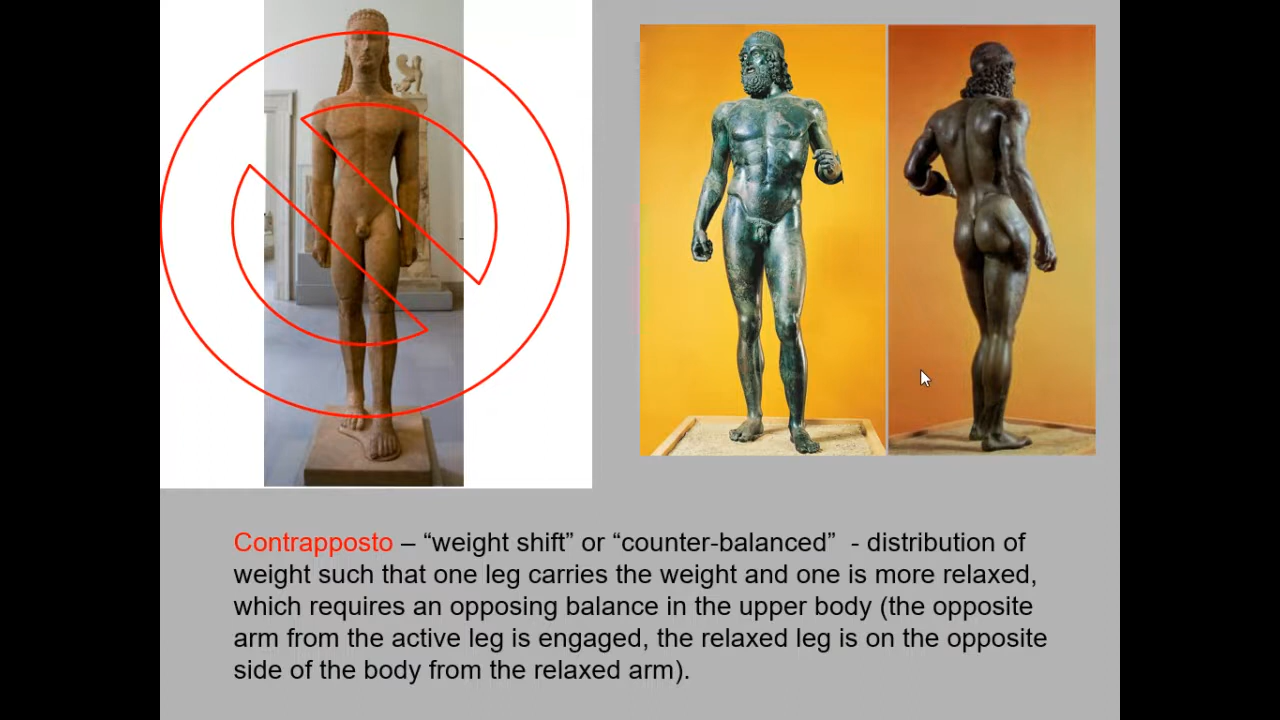 Contrapposto – “weight shift” or “counter-balanced”  - distribution of
weight such that one leg carries the weight and one is more relaxed,
which requires an opposing balance in the upper body (the opposite
arm from the active leg is engaged, the relaxed leg is on the opposite
side of the body from the relaxed arm).